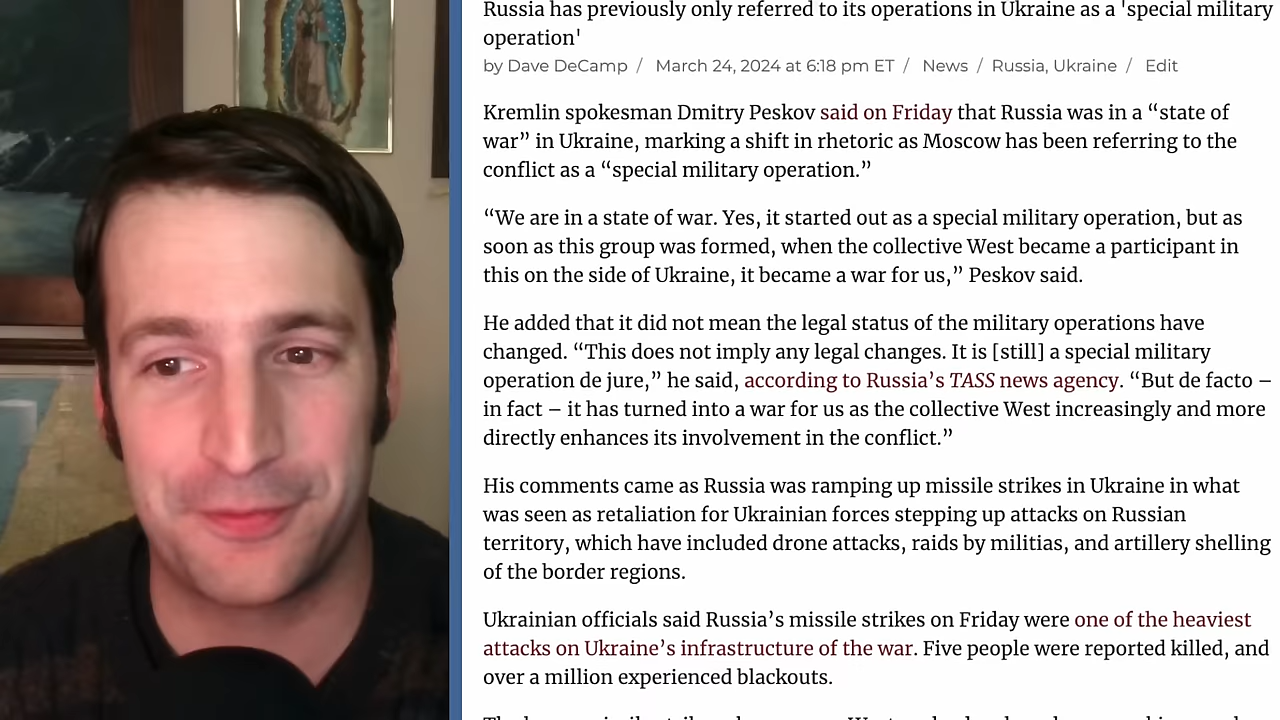 Russia has previously only referred to its operations in Ukraine as a 'special military
operation'
by Dave DeCamp / March 24, 2024 at 6:18 pm ET / News / Russia, Ukraine / Edit
Kremlin spokesman Dmitry Peskov said on Friday that Russia was in a “state of
war” in Ukraine, marking a shift in rhetoric as Moscow has been referring to the
conflict as a “special military operation.”
“We are in a state of war. Yes, it started out as a special military operation, but as
soon as this group was formed, when the collective West became a participant in
this on the side of Ukraine, it became a war for us,” Peskov said.
He added that it did not mean the legal status of the military operations have
changed. “This does not imply any legal changes. It is [still] a special military
operation de jure,” he said, according to Russia’s TASS news agency. “But de facto –
in fact – it has turned into a war for us as the collective West increasingly and more
directly enhances its involvement in the conflict.”
His comments came as Russia was ramping up missile strikes in Ukraine in what
was seen as retaliation for Ukrainian forces stepping up attacks on Russian
territory, which have included drone attacks, raids by militias, and artillery shelling
of the border regions.
Ukrainian officials said Russia’s missile strikes on Friday were one of the heaviest
attacks on Ukraine’s infrastructure of the war. Five people were reported killed, and
over a million experienced blackouts.